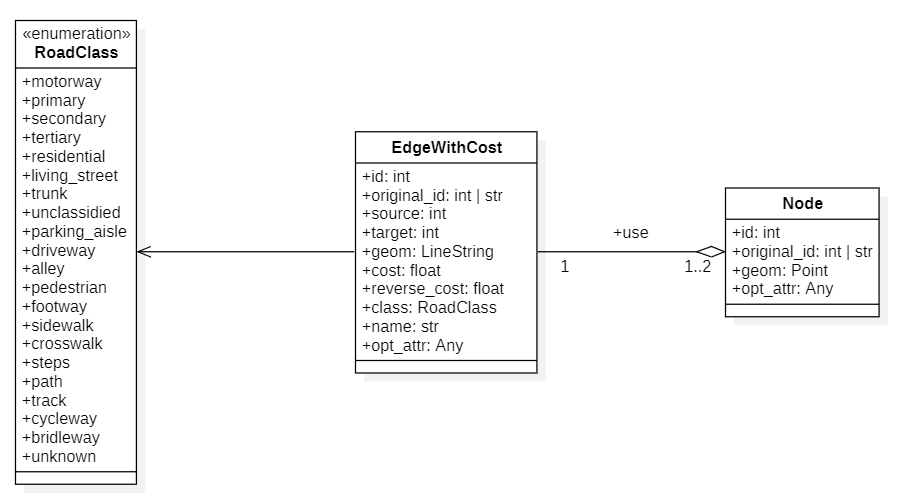 «enumeration»
RoadClass
+motorway
+primary
+secondary
+tertiary
+residential
+living_street
+trunk
+unclassidied
+parking_aisle
+driveway
+alley
+pedestrian
+footway
+sidewalk
+crosswalk
+steps
+path
+track
+cycleway
+bridleway
+unknown
EdgeWithCost
+id: int
+original_id: int | str
+source: int
+target: int
+geom: LineString
+cost: float
+reverse_cost: float
+class: RoadClass
+name: str
+opt_attr: Any
+use
1
1..2
Node
+id: int
+original_id: int | str
+geom: Point
+opt_attr: Any